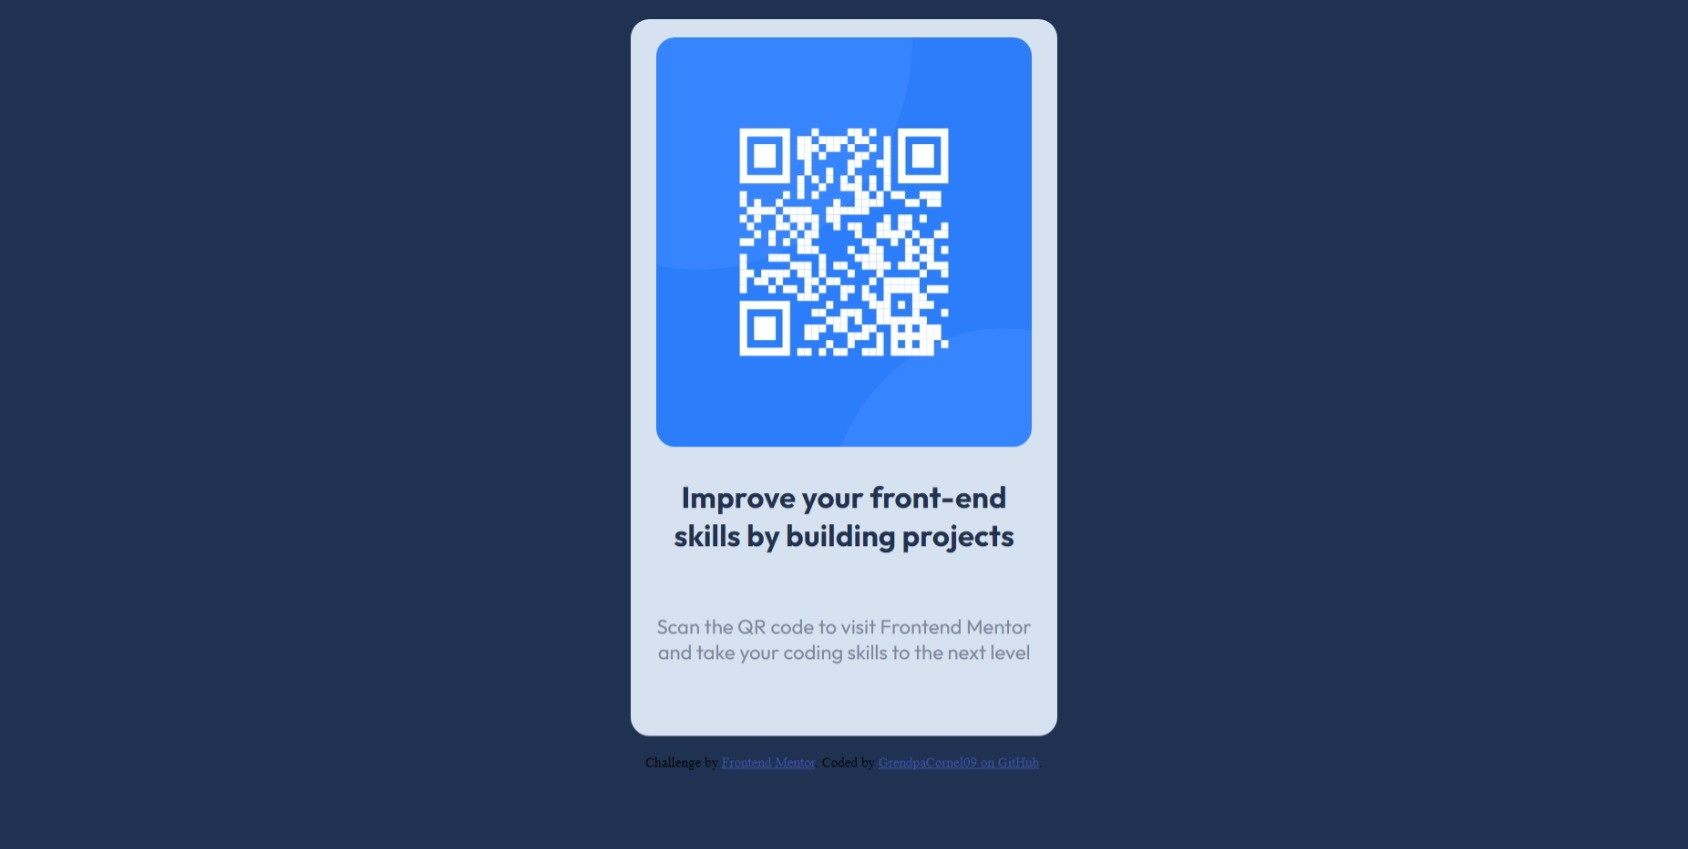 Improve your front-end
skills by building projects
Scan the QR code to visit Frontend Mentor
and take your coding skills to the next level
Challenge by Frontend Mentor. Coded by GrendpaCornel09 on GitHub.